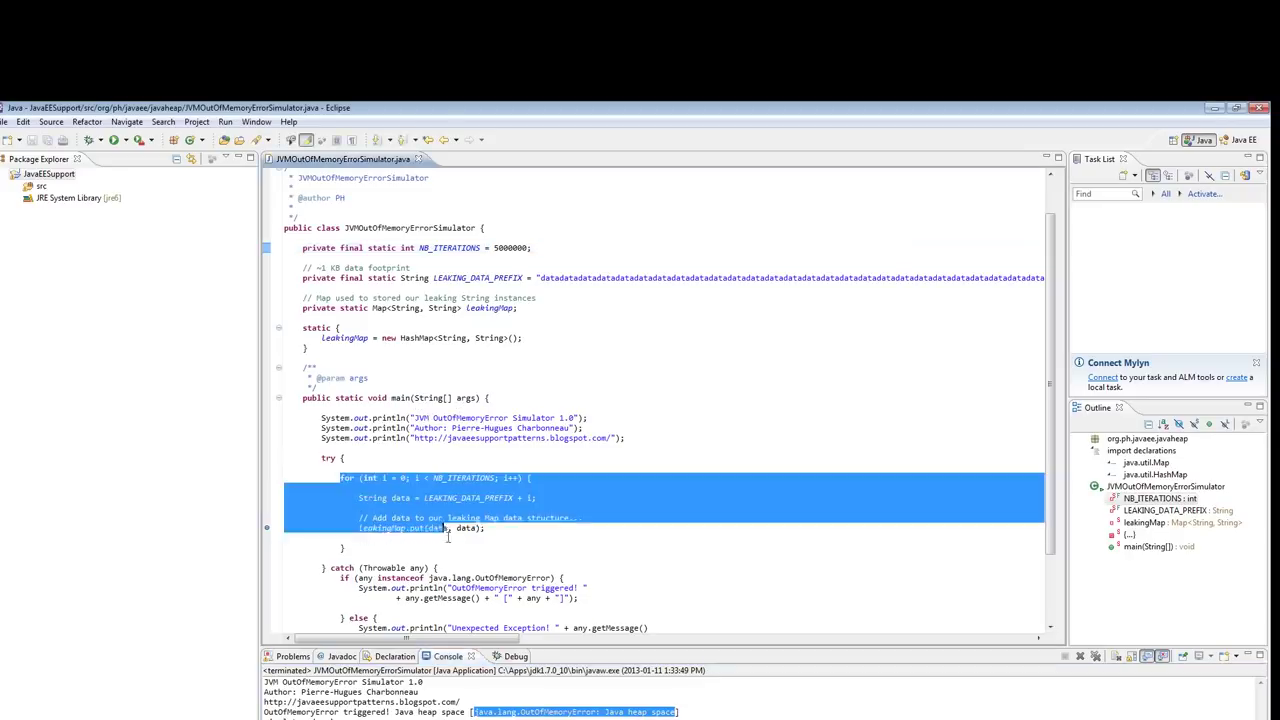 Java - JavaEESupport/src/org/ph/javaee/javaheap/JVMOutOfMemoryErrorSimulator.java - Eclipse
Edit Source Refactor Navigate Search Project Run Window Help
Java Java EE
Package Explorer
JavaEESupport
src
JRE System Library [jre6]
JVMOutOfMemoryErrorSimulator.java
* JVMOutOfMemoryErrorSimulator
*
* @author PH
*
*/
public class JVMOutOfMemoryErrorSimulator {
private final static int NB_ITERATIONS = 5000000;
// ~1 KB data footprint
private final static String LEAKING_DATA_PREFIX = "datadatadatadatadatadatadatadatadatadatadatadatadatadatadatadatadatadatadatadatadatadatadatadatadatadatadatadata
// Map used to stored our leaking String instances
private static Map<String, String> leakingMap;
static {
leakingMap = new HashMap<String, String>();
}
/**
* @param args
*/
public static void main(String[] args) {
System.out.println("JVM OutOfMemoryError Simulator 1.0");
System.out.println("Author: Pierre-Hugues Charbonneau");
System.out.println("http://javaeesupportpatterns.blogspot.com/");
try {
for (int i = 0; i < NB_ITERATIONS; i++) {
String data = LEAKING_DATA_PREFIX + i;
// Add data to our leaking Map data structure...
leakingMap.put(data, data);
}
} catch (Throwable any) {
if (any instanceof java.lang.OutOfMemoryError) {
System.out.println("OutOfMemoryError triggered! "
+ any.getMessage() + " [" + any + "]");
} else {
System.out.println("Unexpected Exception! " + any.getMessage()
Task List
Find All Activate...
Connect Mylyn
Connect to your task and ALM tools or create a
local task.
Outline
org.ph.javaee.javaheap
import declarations
java.util.Map
java.util.HashMap
JVMOutOfMemoryErrorSimulator
NB_ITERATIONS : int
LEAKING_DATA_PREFIX : String
leakingMap : Map<String, String>
{...}
main(String[]) : void
Problems Javadoc Declaration Console Debug
<terminated> JVMOutOfMemoryErrorSimulator [Java Application] C:\Apps\jdk1.7.0_10\bin\javaw.exe (2013-01-11 1:33:49 PM)
JVM OutOfMemoryError Simulator 1.0
Author: Pierre-Hugues Charbonneau
http://javaeesupportpatterns.blogspot.com/
OutOfMemoryError triggered! Java heap space [java.lang.OutOfMemoryError: Java heap space]